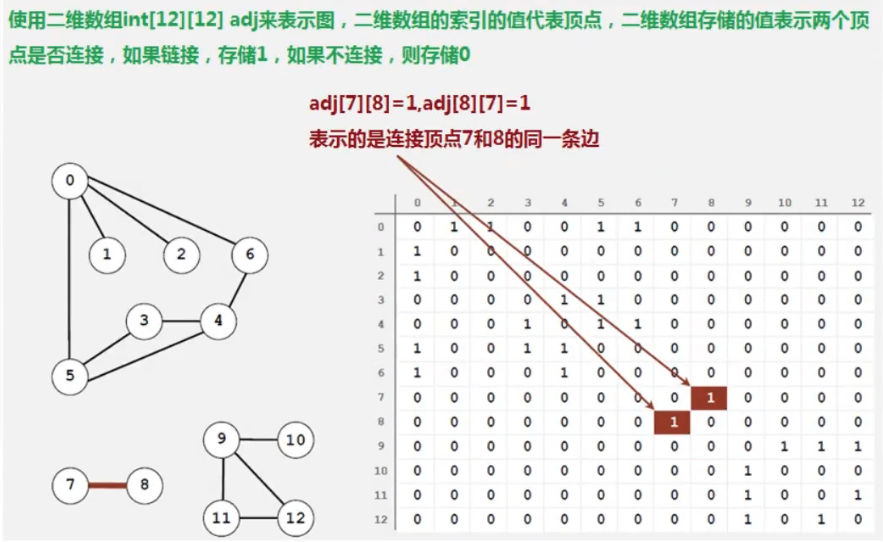 使用二维数组int[12][12] adj来表示图，二维数组的索引的值代表顶点，二维数组存储的值表示两个顶
点是否连接，如果链接，存储1，如果不连接，则存储0
adj[7][8]=1,adj[8][7]=1
表示的是连接顶点7和8的同一条边
0
1
2
6
3
4
5
9
10
7
8
11
12
0 1 2 3 4 5 6 7 8 9 10 11 12
0 0 1 1 0 0 1 1 0 0 0 0 0 0
1 1 0 0 0 0 0 0 0 0 0 0 0 0
2 1 0 0 0 0 0 0 0 0 0 0 0 0
3 0 0 0 0 1 1 0 0 0 0 0 0 0
4 0 0 0 1 0 1 1 0 0 0 0 0 0
5 1 0 0 1 1 0 0 0 0 0 0 0 0
6 1 0 0 0 1 0 0 0 0 0 0 0 0
7 0 0 0 0 0 0 0 0 1 0 0 0 0
8 0 0 0 0 0 0 0 1 0 0 0 0 0
9 0 0 0 0 0 0 0 0 0 0 1 1 1
10 0 0 0 0 0 0 0 0 0 1 0 0 0
11 0 0 0 0 0 0 0 0 0 1 0 0 1
12 0 0 0 0 0 0 0 0 0 1 0 1 0